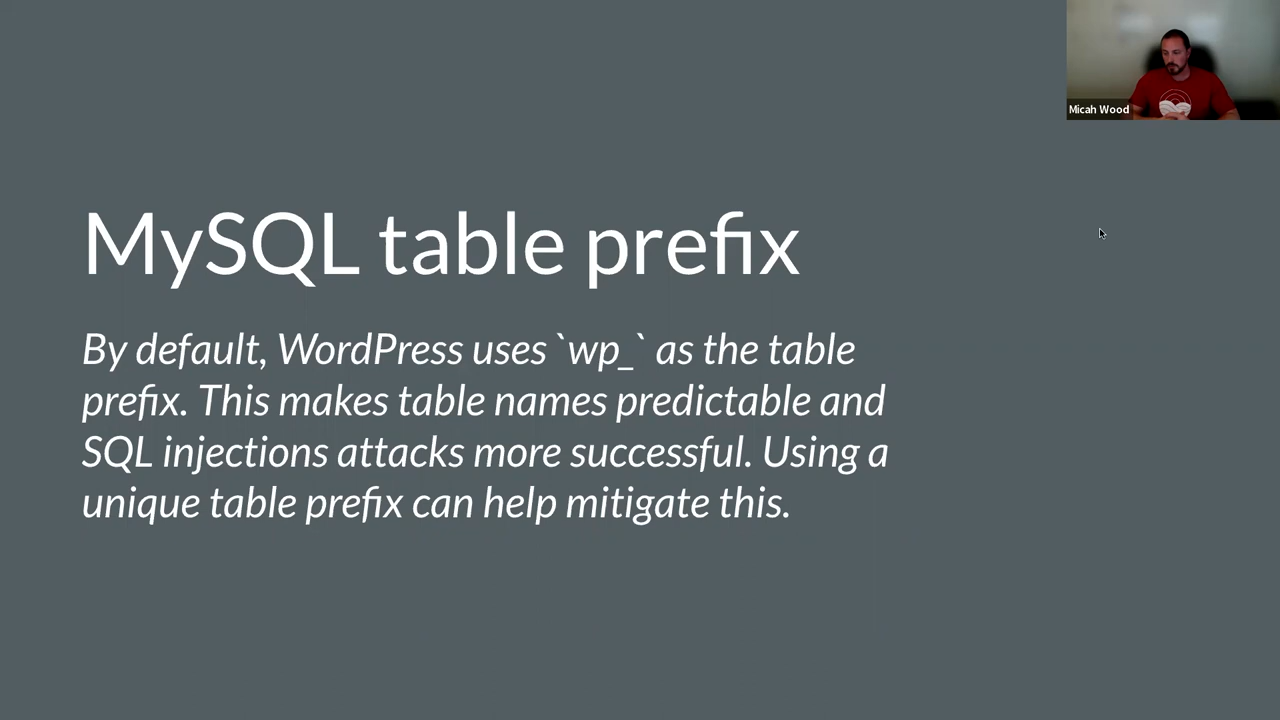 Micah Wood
MySQL table prefix
By default, WordPress uses `wp_` as the table
prefix. This makes table names predictable and
SQL injections attacks more successful. Using a
unique table prefix can help mitigate this.